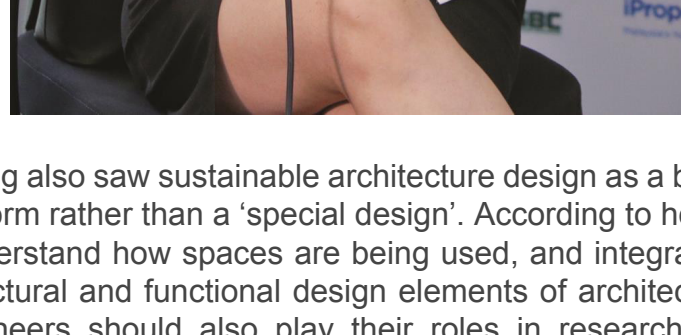 BC
iProp
g also saw sustainable architecture design as a b
orm rather than a ‘special design’. According to he
erstand how spaces are being used, and integra
ctural and functional design elements of architec
neers should also play their roles in research